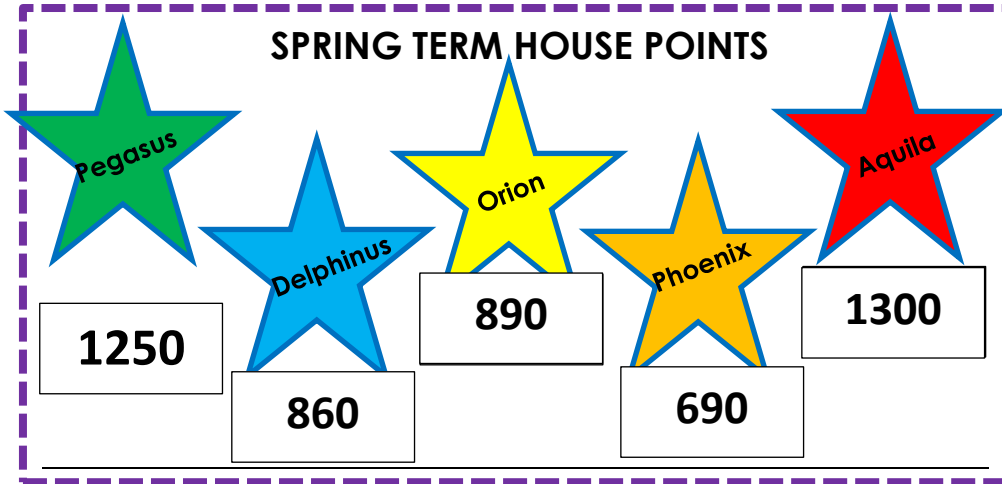 SPRING TERM HOUSE POINTS
Pegasus
Delphinus
Orion
Phoenix
Aquila
1250
860
890
690
1300